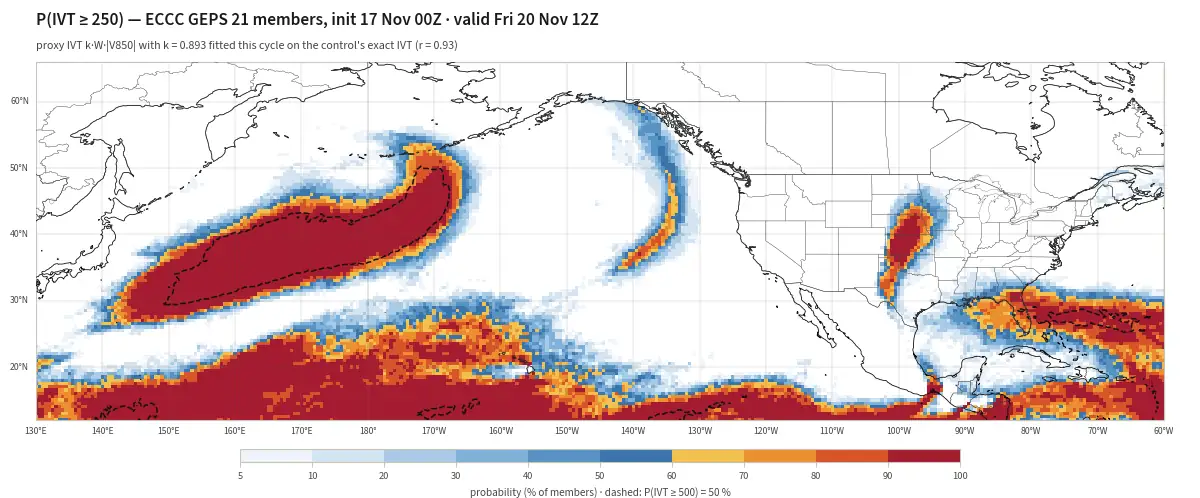 P(IVT ≥ 250) — ECCC GEPS 21 members, init 17 Nov 00Z · valid Fri 20 Nov 12Z
proxy IVT k·W·|V850| with k = 0.893 fitted this cycle on the control's exact IVT (r = 0.93)
60°N
50°N
40°N
30°N
20°N
130°E 140°E 150°E 160°E 170°E 180° 170°W 160°W 150°W 140°W 130°W 120°W 110°W 100°W 90°W 80°W 70°W 60°W
5 10 20 30 40 50 60 70 80 90 100
probability (% of members) · dashed: P(IVT ≥ 500) = 50 %